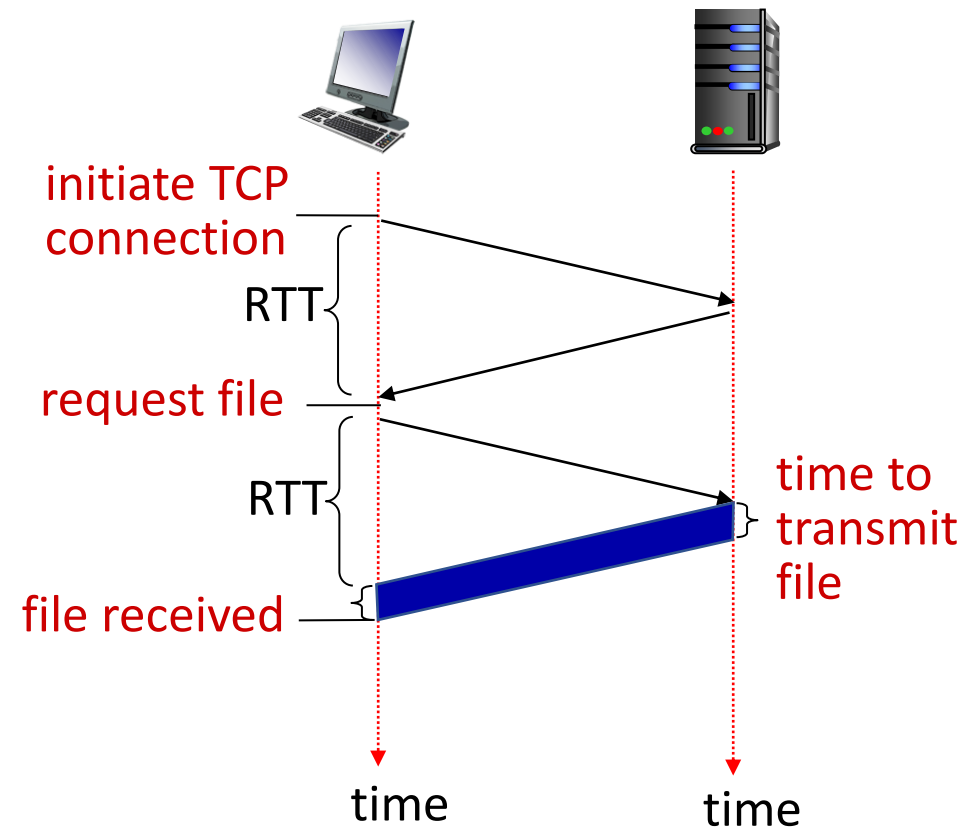 initiate TCP
connection
RTT
request file
RTT
time to
transmit
file
file received
time
time